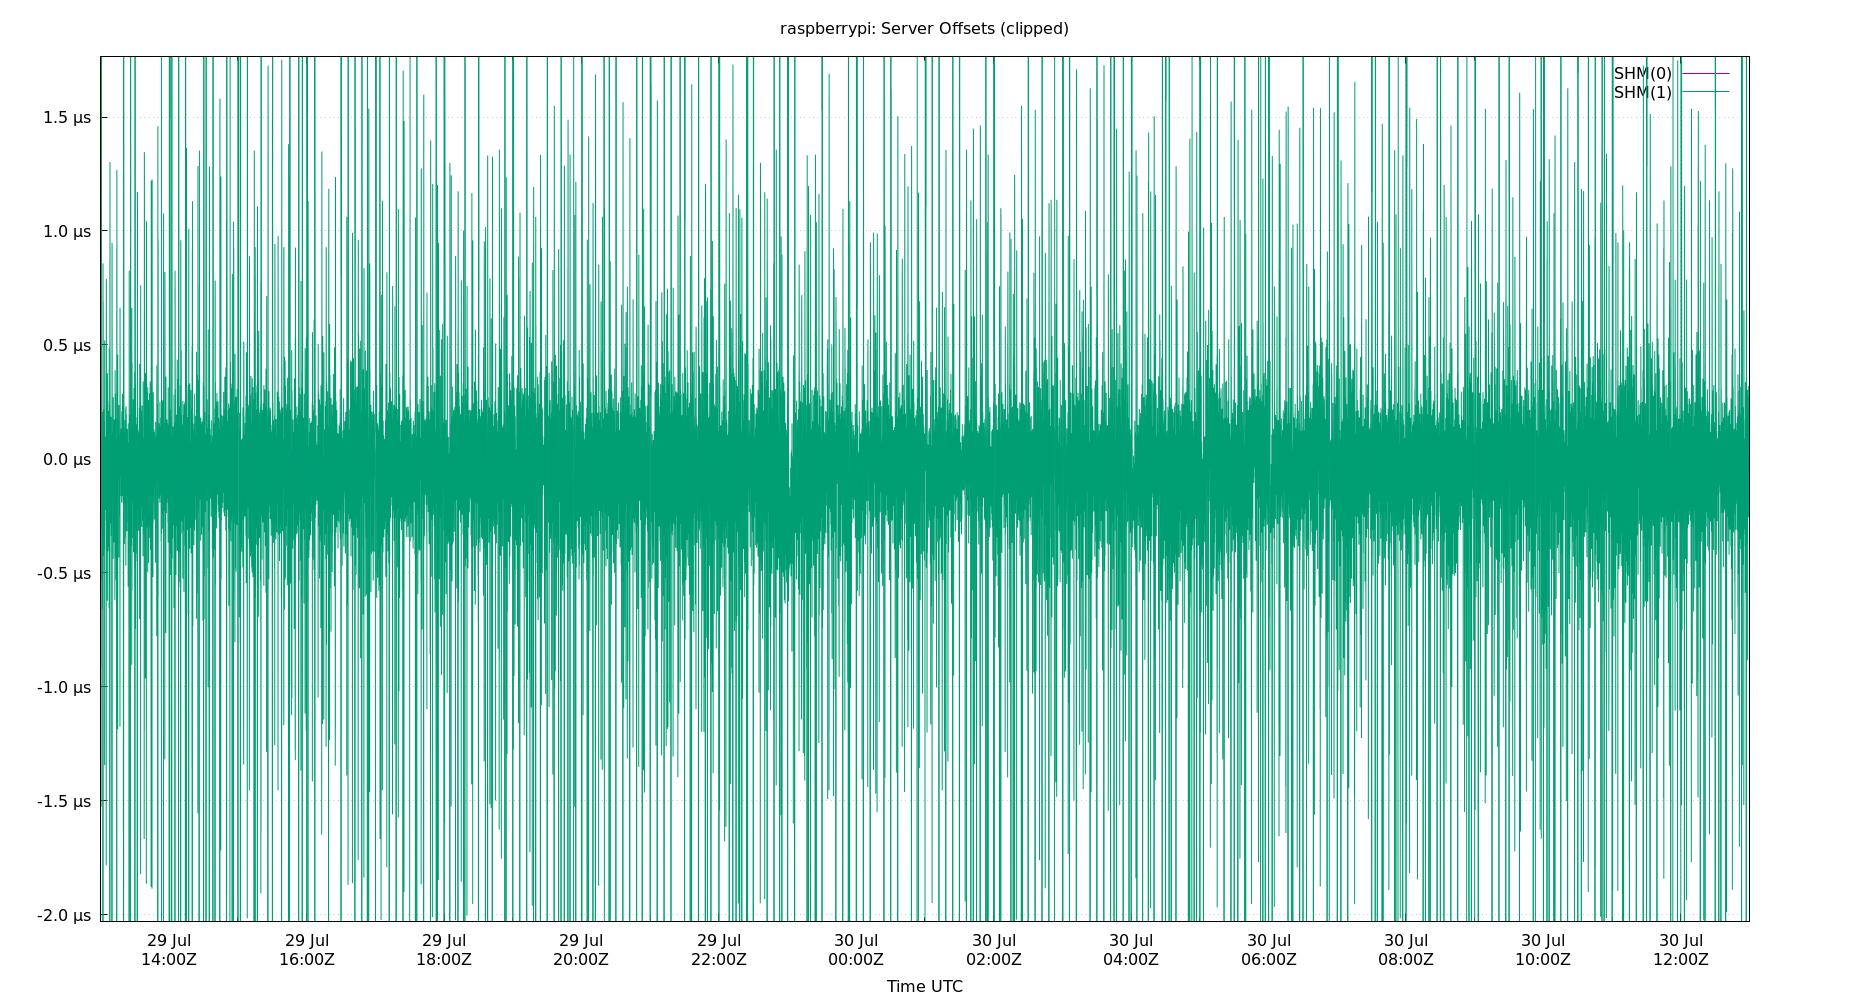 raspberrypi: Server Offsets (clipped)
SHM(0)
SHM(1)
1.5 µs
1.0 µs
0.5 µs
0.0 µs
-0.5 µs
-1.0 µs
-1.5 µs
-2.0 µs
29 Jul 29 Jul 29 Jul 29 Jul 29 Jul 30 Jul 30 Jul 30 Jul 30 Jul 30 Jul 30 Jul 30 Jul
14:00Z 16:00Z 18:00Z 20:00Z 22:00Z 00:00Z 02:00Z 04:00Z 06:00Z 08:00Z 10:00Z 12:00Z
Time UTC